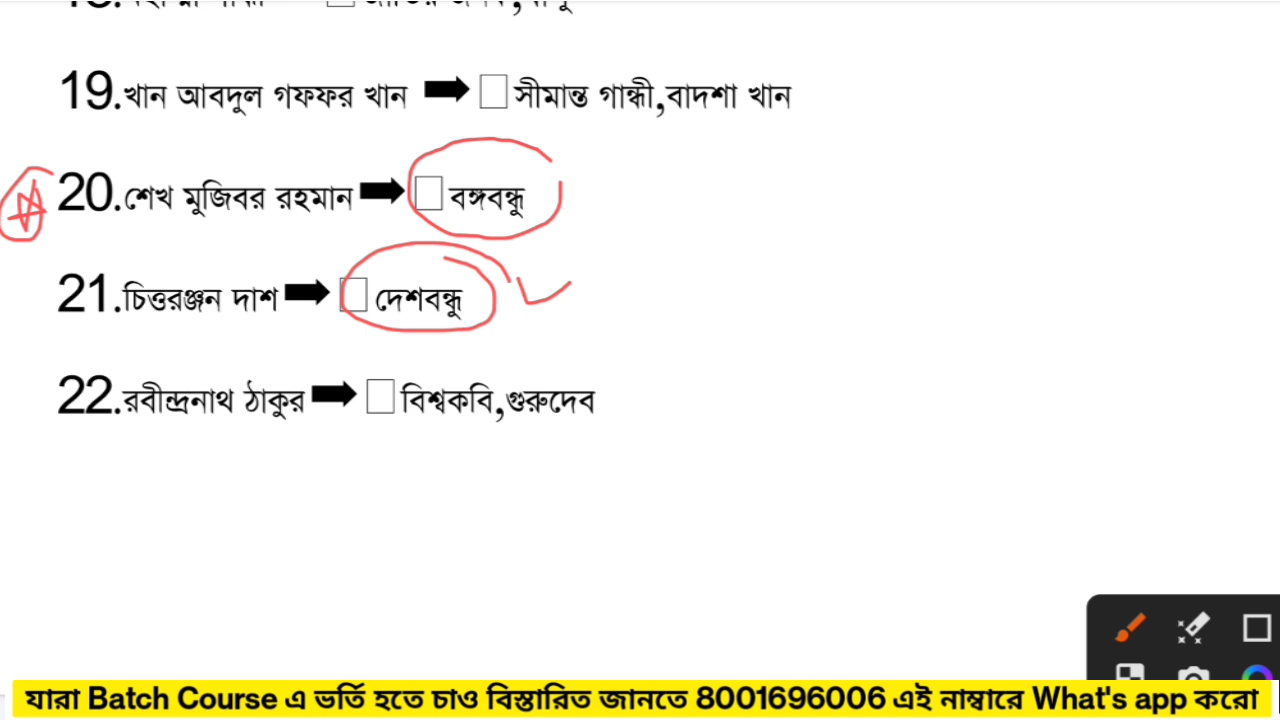 19.খান আবদুল গফফর খান ➡ □ সীমান্ত গান্ধী,বাদশা খান
20.শেখ মুজিবর রহমান ➡ □ বঙ্গবন্ধু
21.চিত্তরঞ্জন দাশ ➡ □ দেশবন্ধু
22.রবীন্দ্রনাথ ঠাকুর ➡ □ বিশ্বকবি,গুরুদেব
যারা Batch Course এ ভর্তি হতে চাও বিস্তারিত জানতে 8001696006 এই নাম্বারে What's app করো